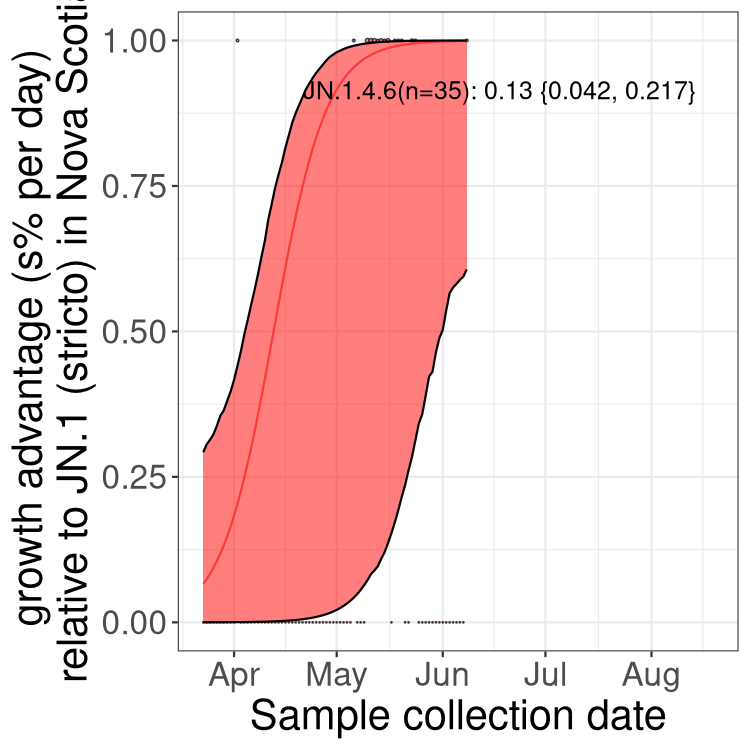 growth advantage (s% per day)
relative to JN.1 (stricto) in Nova Scotia
1.00
0.75
0.50
0.25
0.00
JN.1.4.6(n=35): 0.13 {0.042, 0.217}
Apr May Jun Jul Aug
Sample collection date